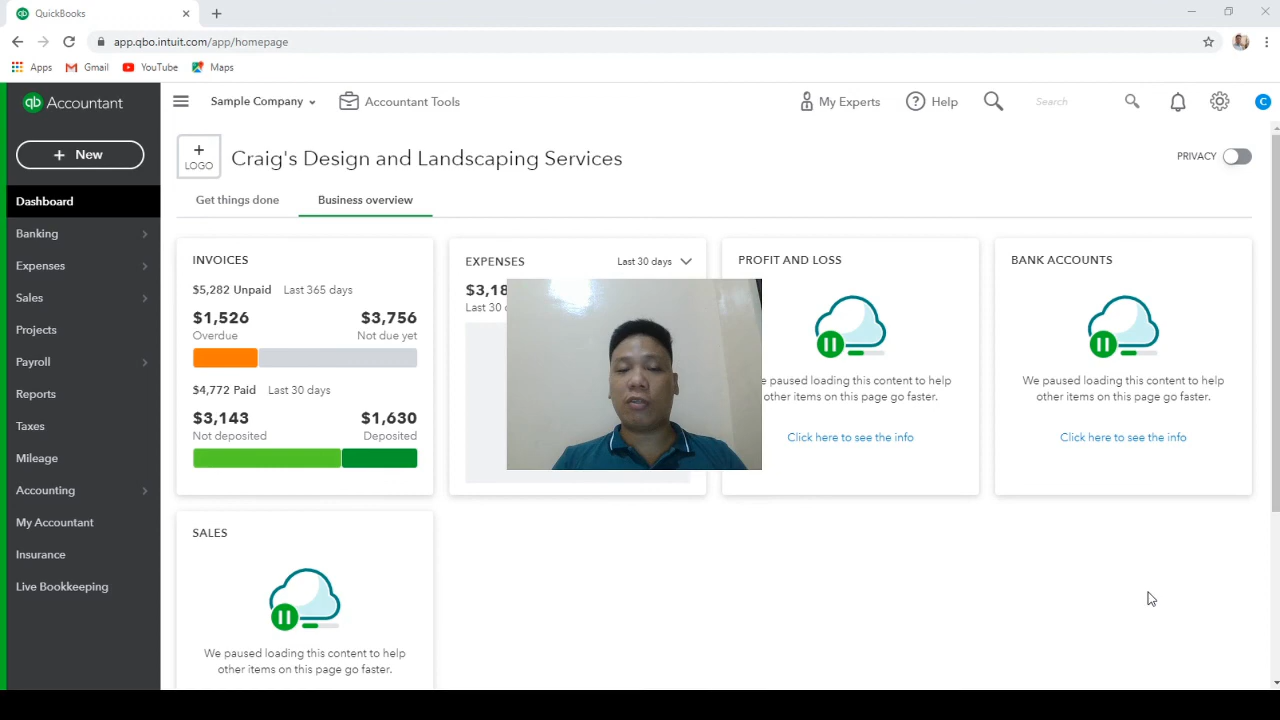 QuickBooks
app.qbo.intuit.com/app/homepage
Apps Gmail YouTube Maps
qb Accountant
Sample Company Accountant Tools My Experts Help Search C
+ New
+ LOGO
Craig's Design and Landscaping Services
PRIVACY
Get things done Business overview
Dashboard
Banking
Expenses
Sales
Projects
Payroll
Reports
Taxes
Mileage
Accounting
My Accountant
Insurance
Live Bookkeeping
INVOICES
$5,282 Unpaid Last 365 days
$1,526 $3,756
Overdue Not due yet
$4,772 Paid Last 30 days
$3,143 $1,630
Not deposited Deposited
EXPENSES Last 30 days
$3,18
Last 30
PROFIT AND LOSS
paused loading this content to help
other items on this page go faster.
Click here to see the info
BANK ACCOUNTS
We paused loading this content to help
other items on this page go faster.
Click here to see the info
SALES
We paused loading this content to help
other items on this page go faster.